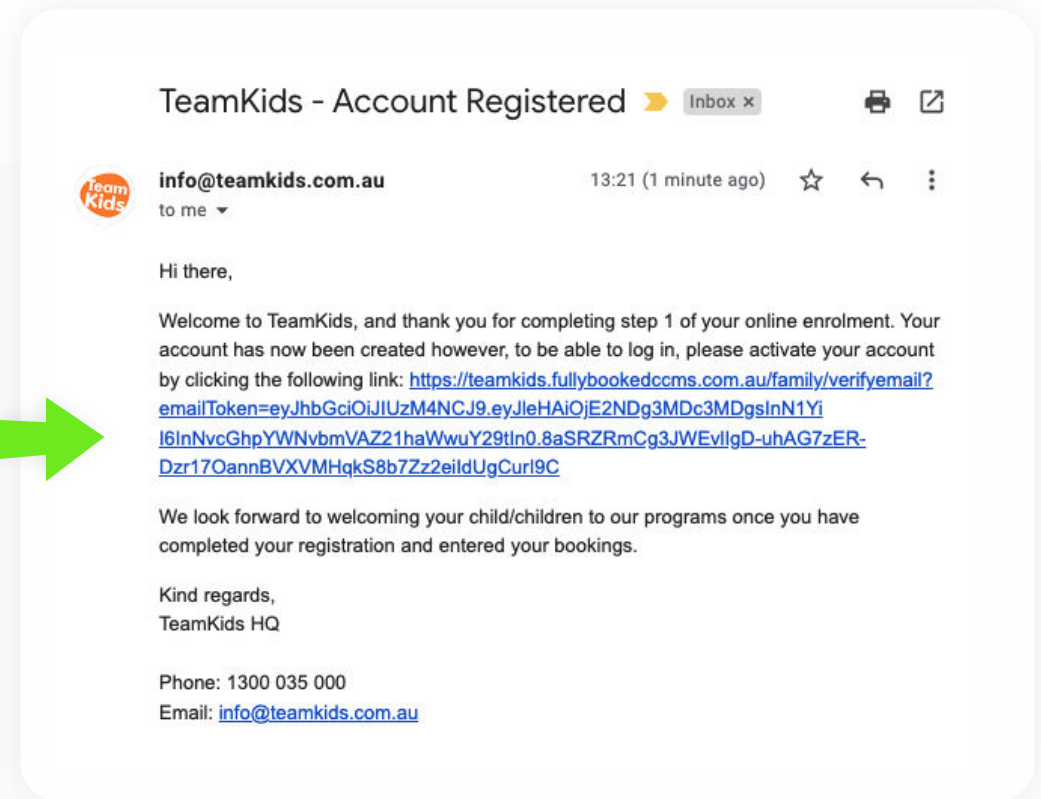 TeamKids - Account Registered
Inbox ×
Team
Kids
info@teamkids.com.au
13:21 (1 minute ago)
to me
Hi there,
Welcome to TeamKids, and thank you for completing step 1 of your online enrolment. Your
account has now been created however, to be able to log in, please activate your account
by clicking the following link: https://teamkids.fullybookedccms.com.au/family/verifyemail?
emailToken=eyJhbGciOiJIUzM4NCJ9.eyJleHAiOjE2NDg3MDc3MDgsInN1Yi
I6InNvcGhpYWNvbmVAZ21haWwuY29tIn0.8aSRZRmCg3JWEvlIgD-uhAG7zER-
Dzr17OannBVXVMHqkS8b7Zz2eiIdUgCurI9C
We look forward to welcoming your child/children to our programs once you have
completed your registration and entered your bookings.
Kind regards,
TeamKids HQ
Phone: 1300 035 000
Email: info@teamkids.com.au